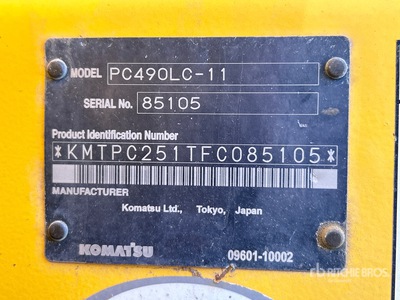 MODEL PC490LC-11
SERIAL No. 85105
Product Identification Number
*KMTPC251TFC085105*
MANUFACTURER
Komatsu Ltd., Tokyo, Japan
KOMATSU 09601-10002
RITCHIE BROS